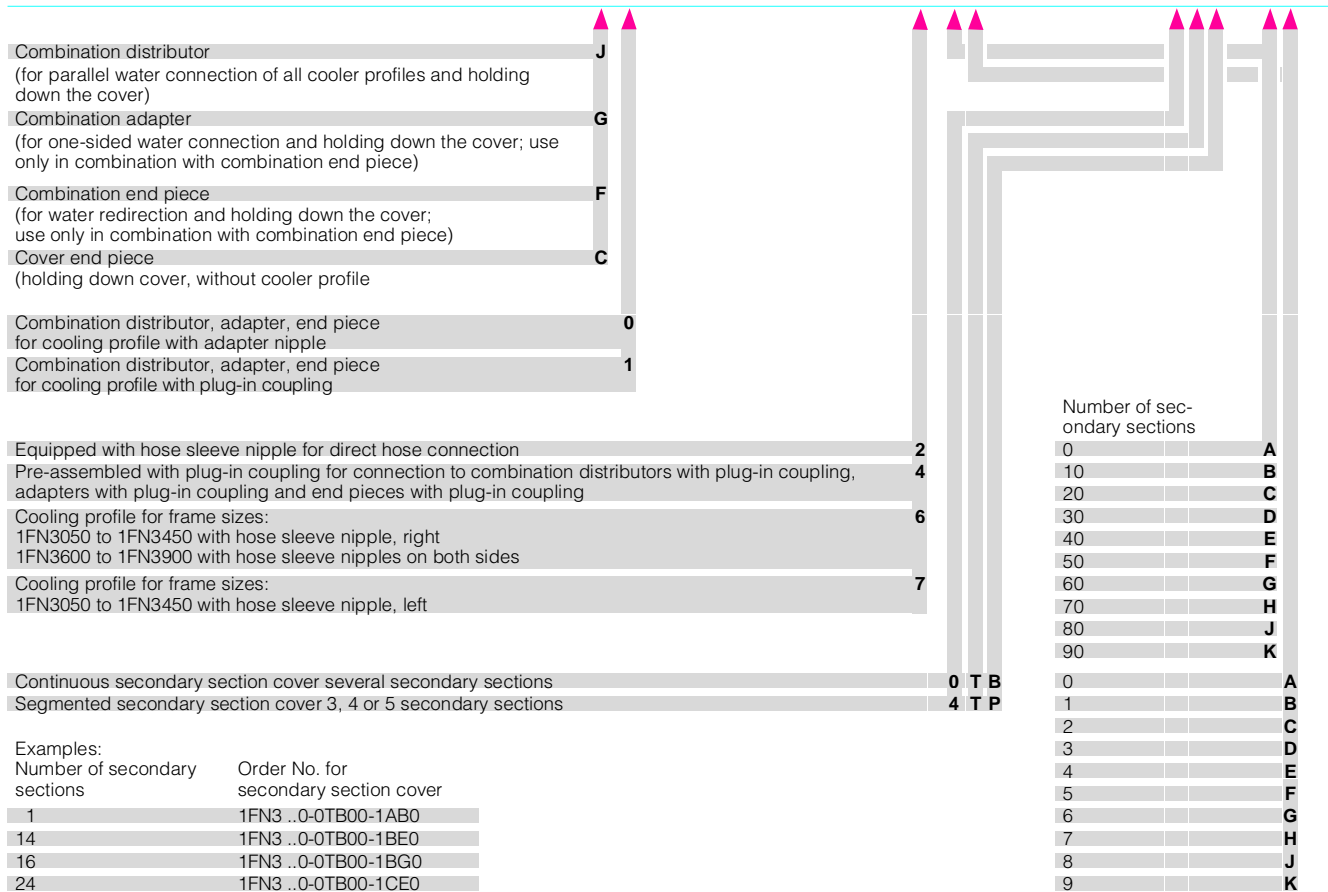 Combination distributor J
(for parallel water connection of all cooler profiles and holding
down the cover)
Combination adapter G
(for one-sided water connection and holding down the cover; use
only in combination with combination end piece)
Combination end piece F
(for water redirection and holding down the cover;
use only in combination with combination end piece)
Cover end piece C
(holding down cover, without cooler profile
Combination distributor, adapter, end piece 0
for cooling profile with adapter nipple
Combination distributor, adapter, end piece 1
for cooling profile with plug-in coupling
Equipped with hose sleeve nipple for direct hose connection 2
Pre-assembled with plug-in coupling for connection to combination distributors with plug-in coupling, 4
adapters with plug-in coupling and end pieces with plug-in coupling
Cooling profile for frame sizes: 6
1FN3050 to 1FN3450 with hose sleeve nipple, right
1FN3600 to 1FN3900 with hose sleeve nipples on both sides
Cooling profile for frame sizes: 7
1FN3050 to 1FN3450 with hose sleeve nipple, left
Continuous secondary section cover several secondary sections 0 T B
Segmented secondary section cover 3, 4 or 5 secondary sections 4 T P
Number of sec-
ondary sections
0 A
10 B
20 C
30 D
40 E
50 F
60 G
70 H
80 J
90 K
0 A
1 B
2 C
3 D
4 E
5 F
6 G
7 H
8 J
9 K
Examples:
Number of secondary Order No. for
sections secondary section cover
1 1FN3 ..0-0TB00-1AB0
14 1FN3 ..0-0TB00-1BE0
16 1FN3 ..0-0TB00-1BG0
24 1FN3 ..0-0TB00-1CE0